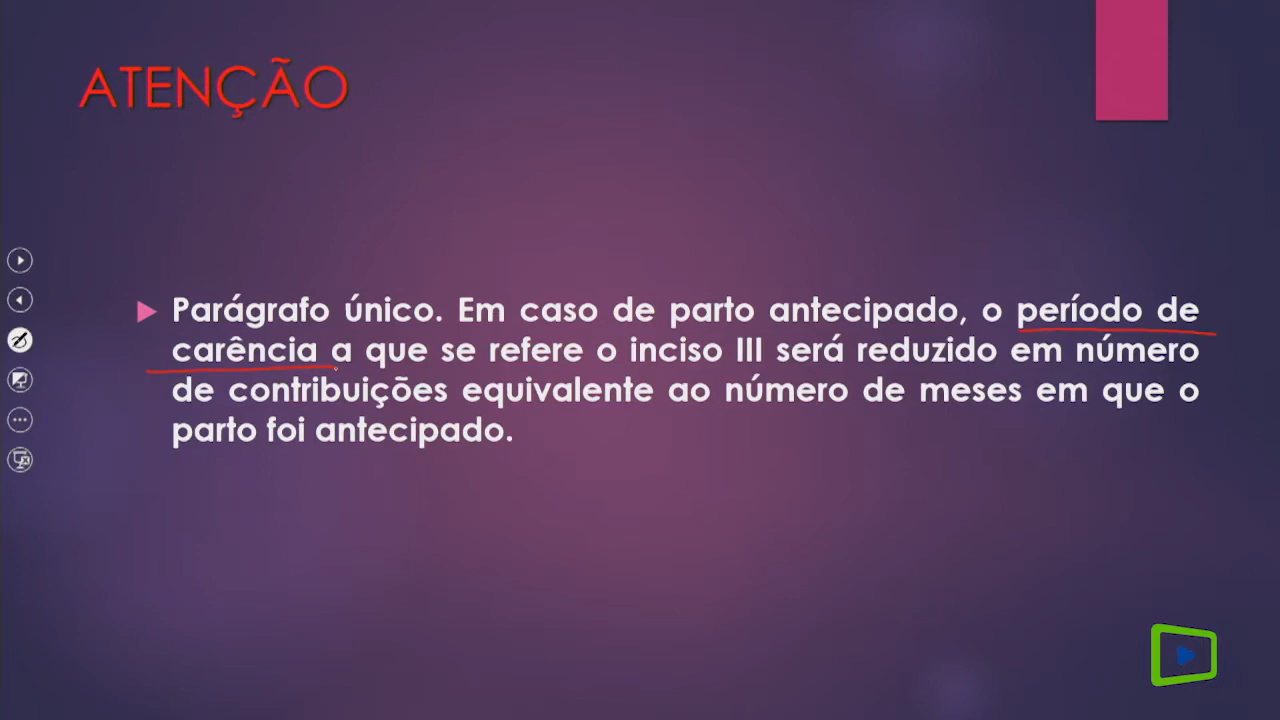 ATENÇÃO
Parágrafo único. Em caso de parto antecipado, o período de
carência a que se refere o inciso III será reduzido em número
de contribuições equivalente ao número de meses em que o
parto foi antecipado.